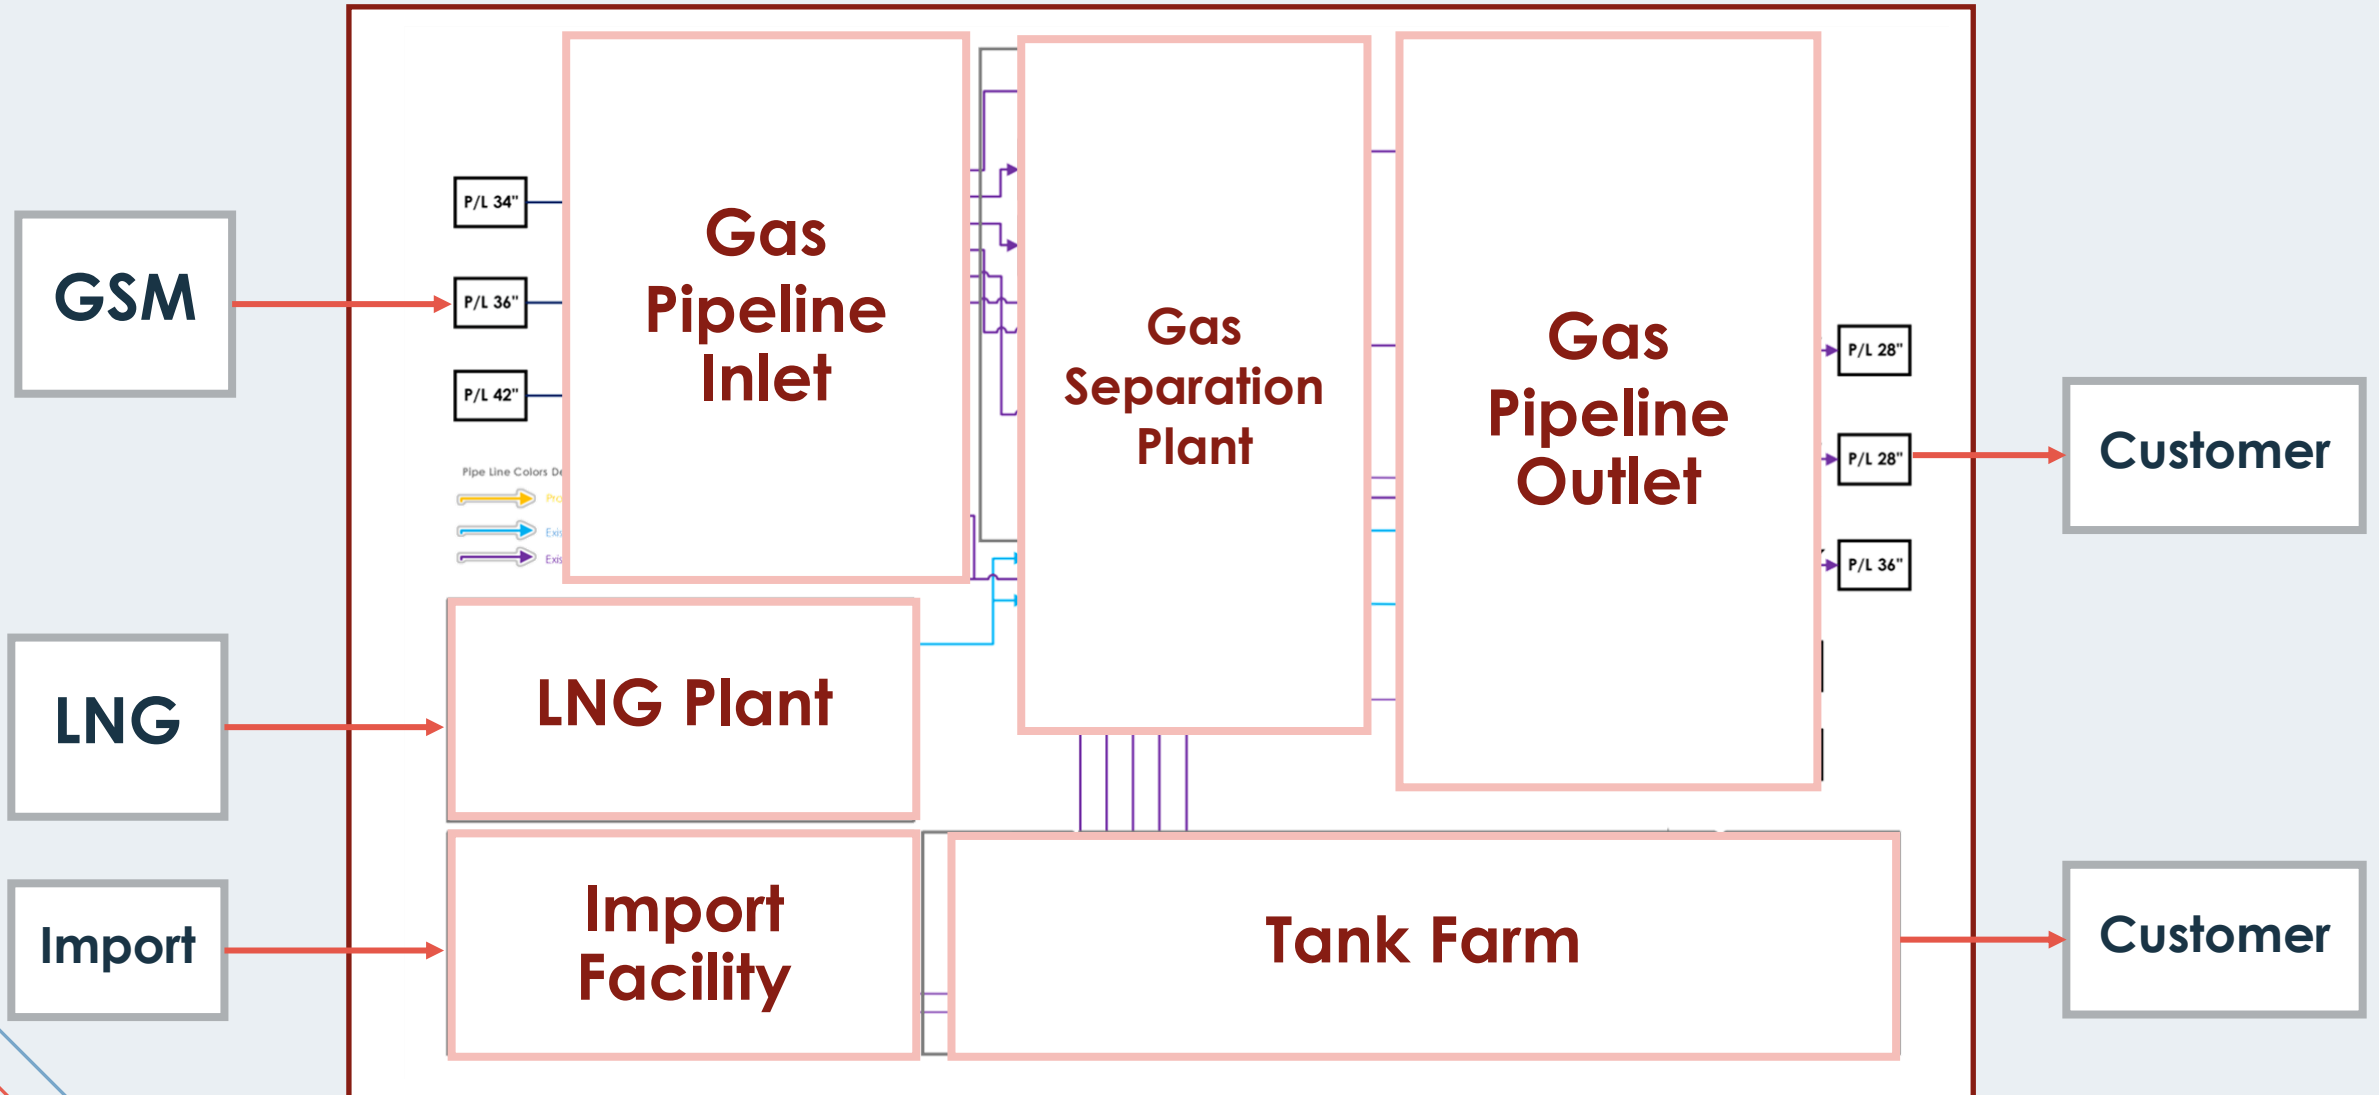 GSM
LNG
Import
P/L 34"
P/L 36"
P/L 42"
Pipe Line Colors
Gas
Pipeline
Inlet
LNG Plant
Import
Facility
Gas
Separation
Plant
Gas
Pipeline
Outlet
Tank Farm
P/L 28"
P/L 28"
P/L 36"
Customer
Customer